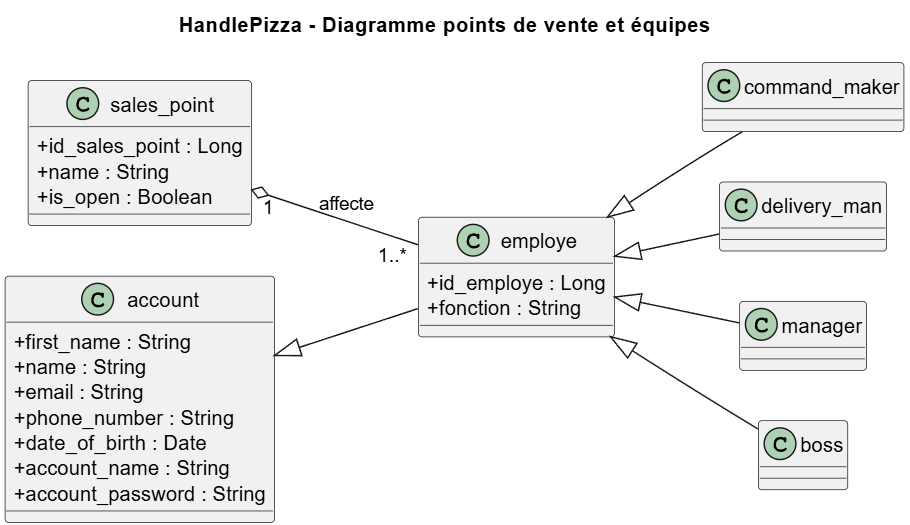 HandlePizza - Diagramme points de vente et équipes
C sales_point
+id_sales_point : Long
+name : String
+is_open : Boolean
1
affecte
1..*
C account
+first_name : String
+name : String
+email : String
+phone_number : String
+date_of_birth : Date
+account_name : String
+account_password : String
C employe
+id_employe : Long
+fonction : String
C command_maker
C delivery_man
C manager
C boss